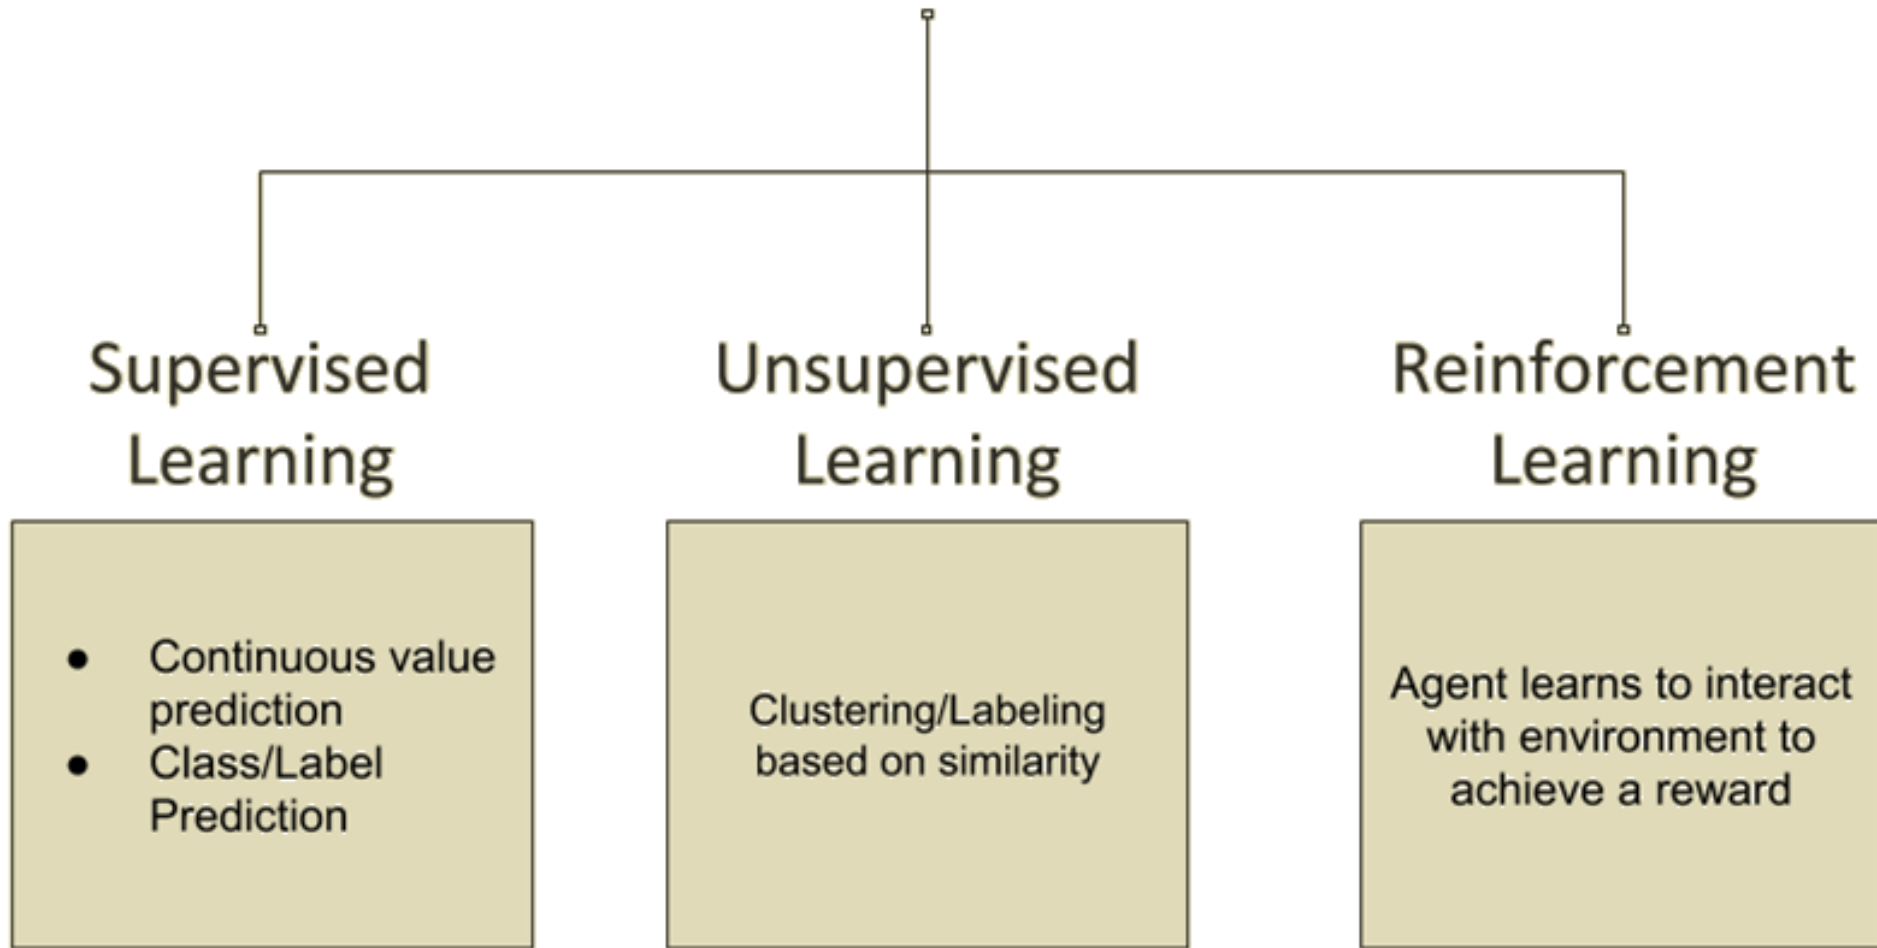 Supervised
Learning
Unsupervised
Learning
Reinforcement
Learning
● Continuous value
prediction
● Class/Label
Prediction
Clustering/Labeling
based on similarity
Agent learns to interact
with environment to
achieve a reward